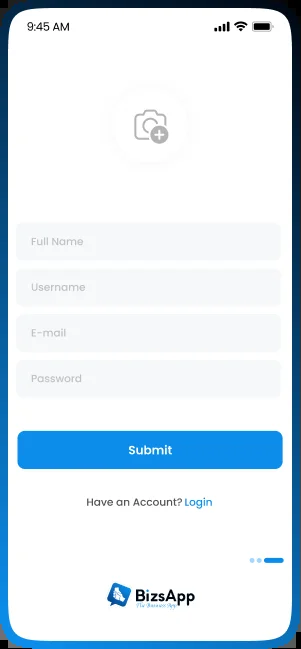 9:45 AM
Full Name
Username
E-mail
Password
Submit
Have an Account? Login
BizsApp
The Business App